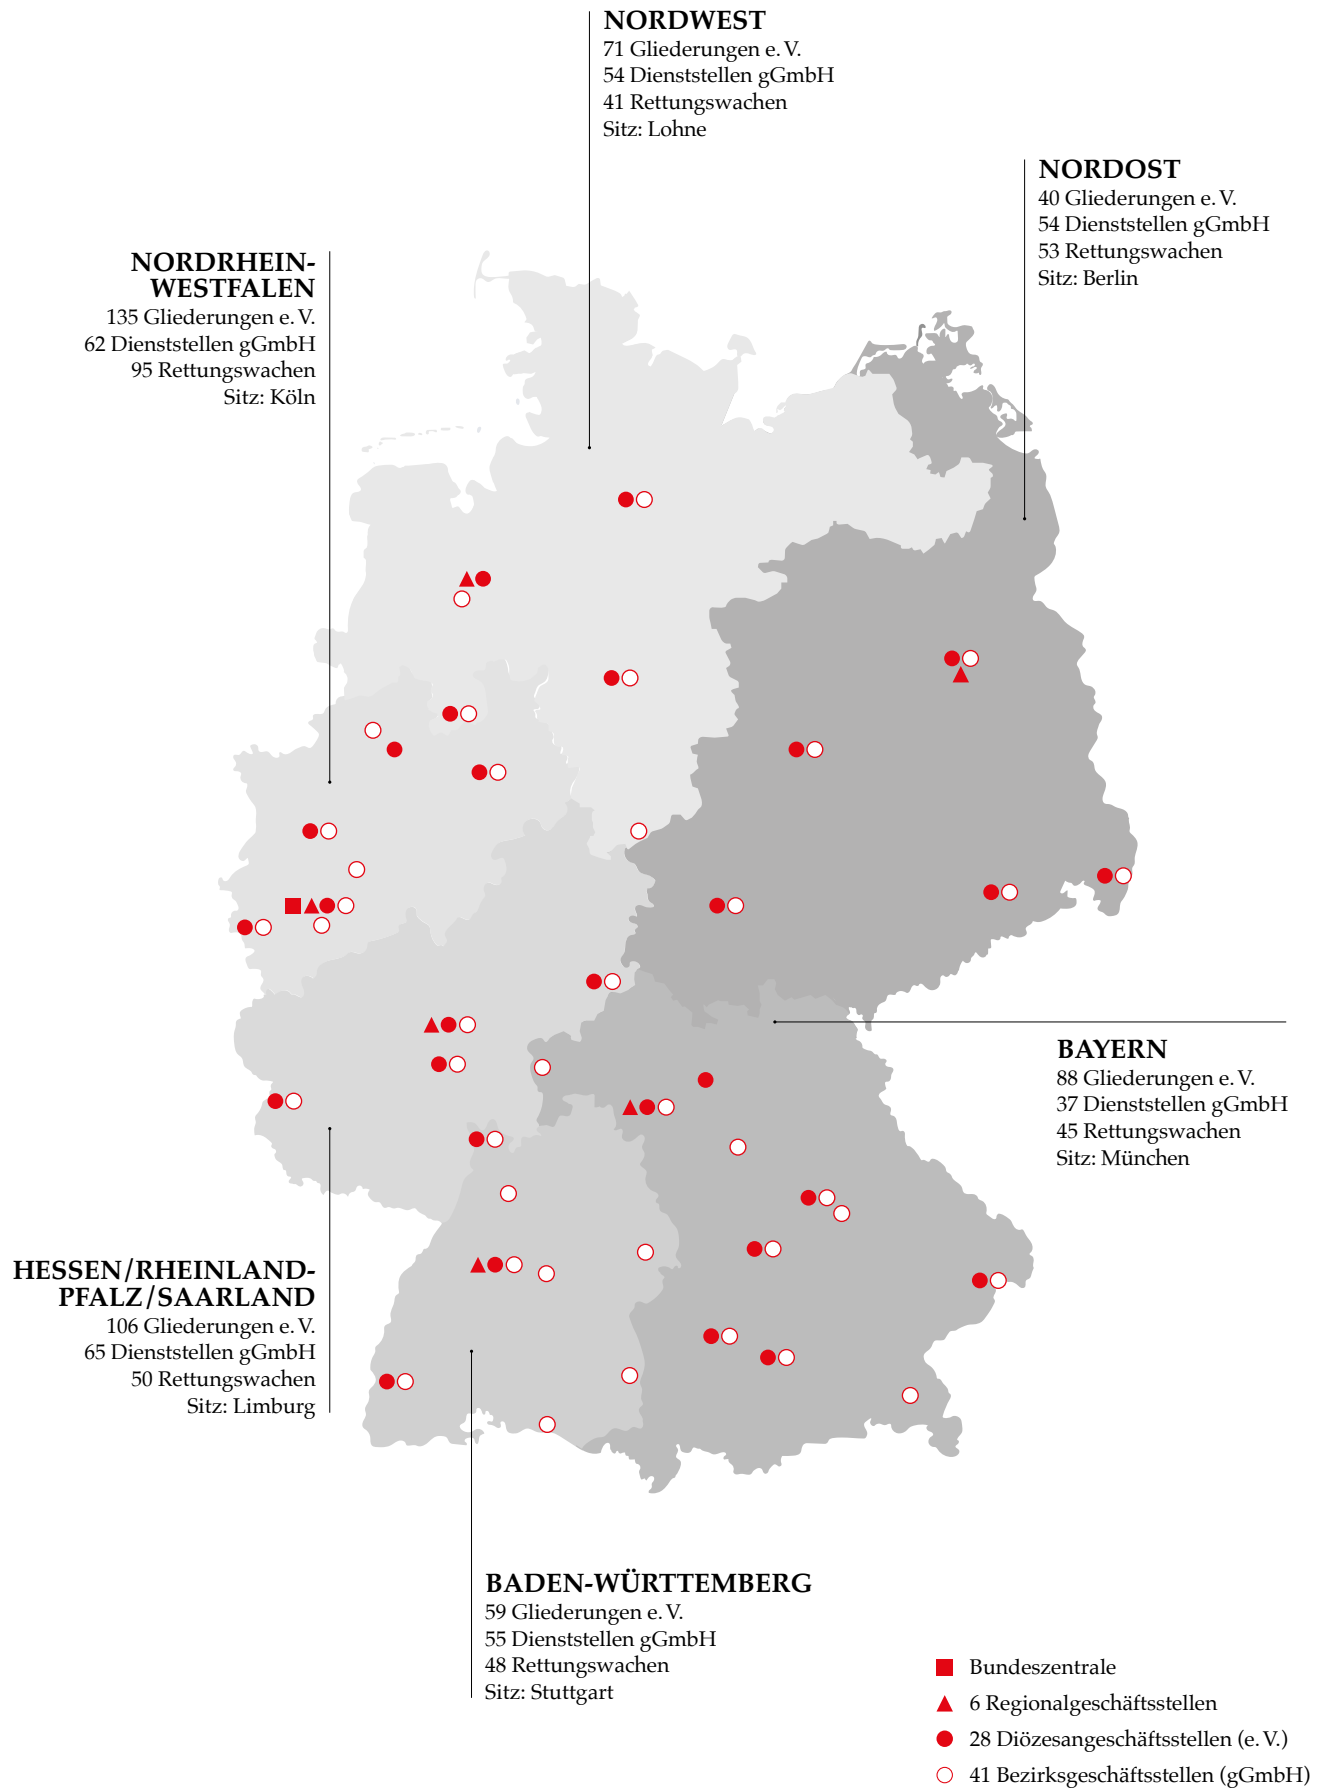 NORDWEST
71 Gliederungen e. V.
54 Dienststellen gGmbH
41 Rettungswachen
Sitz: Lohne
NORDOST
40 Gliederungen e. V.
54 Dienststellen gGmbH
53 Rettungswachen
Sitz: Berlin
NORDRHEIN-
WESTFALEN
135 Gliederungen e. V.
62 Dienststellen gGmbH
95 Rettungswachen
Sitz: Köln
BAYERN
88 Gliederungen e. V.
37 Dienststellen gGmbH
45 Rettungswachen
Sitz: München
HESSEN/RHEINLAND-
PFALZ/SAARLAND
106 Gliederungen e. V.
65 Dienststellen gGmbH
50 Rettungswachen
Sitz: Limburg
BADEN-WÜRTTEMBERG
59 Gliederungen e. V.
55 Dienststellen gGmbH
48 Rettungswachen
Sitz: Stuttgart
Bundeszentrale
6 Regionalgeschäftsstellen
28 Diözesangeschäftsstellen (e. V.)
41 Bezirksgeschäftsstellen (gGmbH)